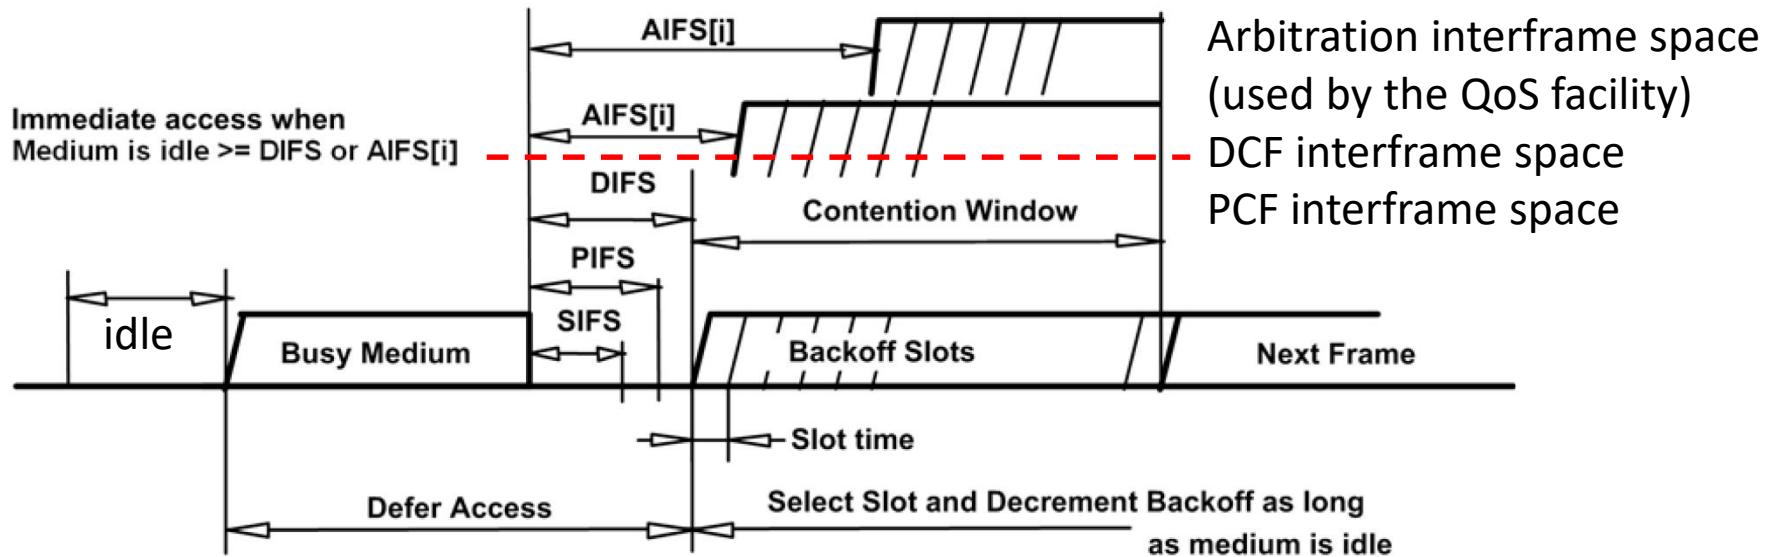 AIFS[i]
Arbitration interframe space
(used by the QoS facility)
Immediate access when
Medium is idle >= DIFS or AIFS[i]
AIFS[i]
DCF interframe space
DIFS
PCF interframe space
Contention Window
PIFS
SIFS
idle
Busy Medium
Backoff Slots
Next Frame
Slot time
Defer Access
Select Slot and Decrement Backoff as long
as medium is idle